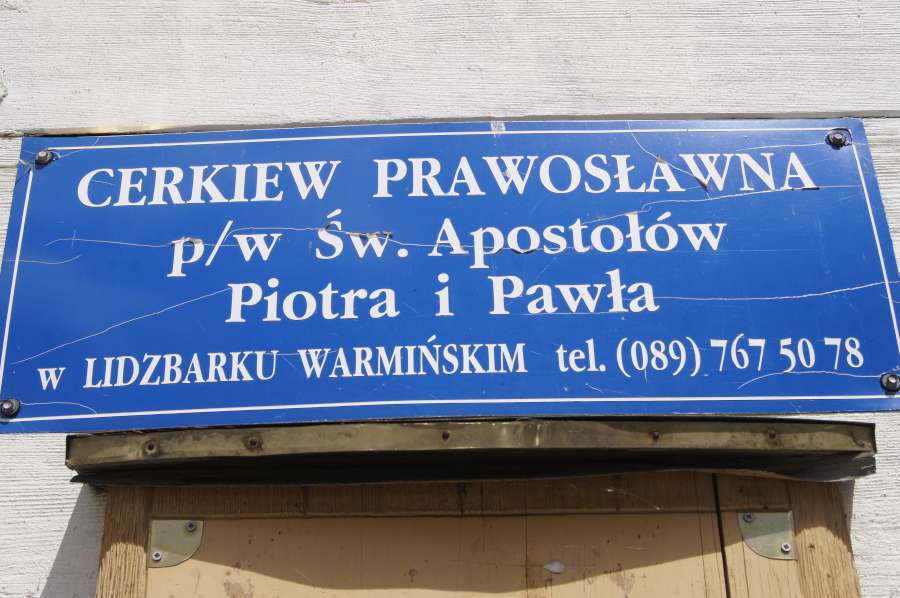 CERKIEW PRAWOSŁAWNA
p/w Św. Apostołów
Piotra i Pawła
w LIDZBARKU WARMIŃSKIM tel. (089) 767 50 78